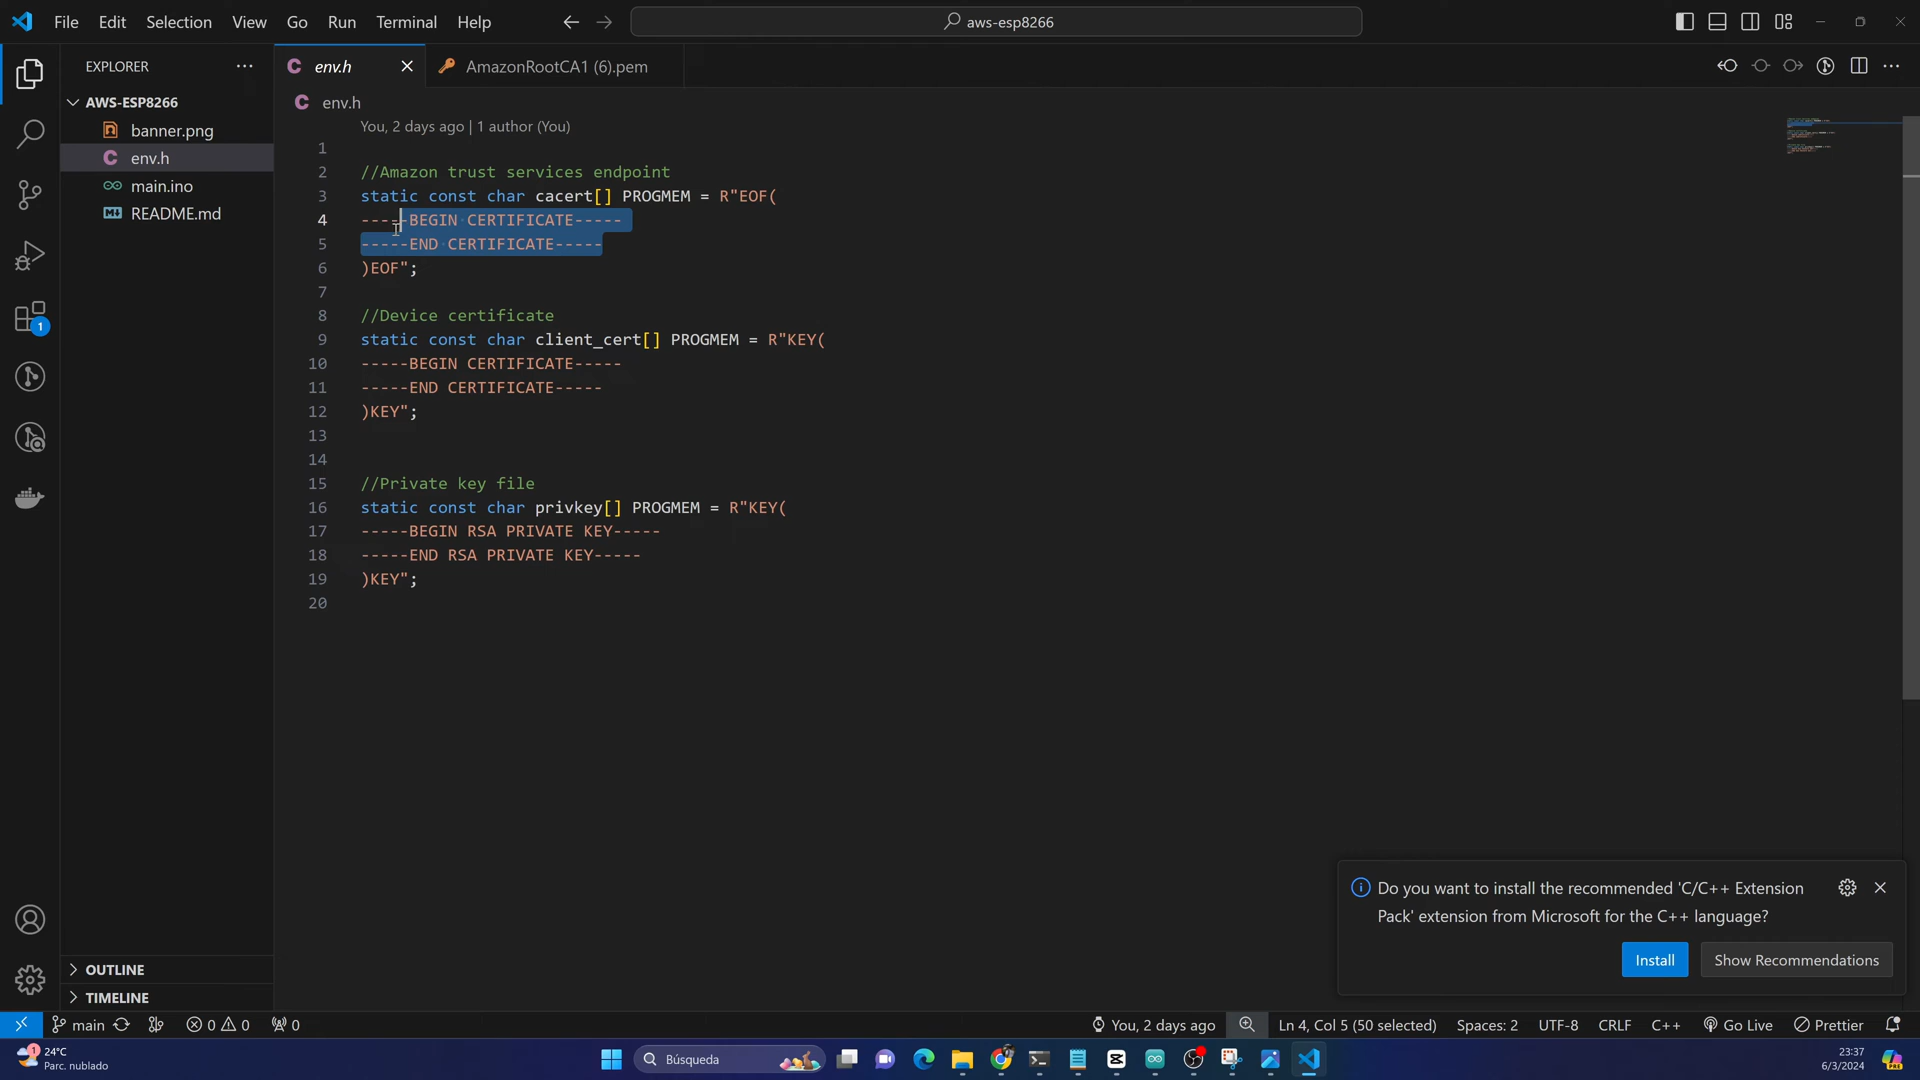 File Edit Selection View Go Run Terminal Help
aws-esp8266
EXPLORER
env.h
AmazonRootCA1 (6).pem
AWS-ESP8266
banner.png
env.h
main.ino
README.md
env.h
You, 2 days ago | 1 author (You)
1
2 //Amazon trust services endpoint
3 static const char cacert[] PROGMEM = R"EOF(
4 -----BEGIN CERTIFICATE-----
5 -----END CERTIFICATE-----
6 )EOF";
7
8 //Device certificate
9 static const char client_cert[] PROGMEM = R"KEY(
10 -----BEGIN CERTIFICATE-----
11 -----END CERTIFICATE-----
12 )KEY";
13
14
15 //Private key file
16 static const char privkey[] PROGMEM = R"KEY(
17 -----BEGIN RSA PRIVATE KEY-----
18 -----END RSA PRIVATE KEY-----
19 )KEY";
20
1
Do you want to install the recommended 'C/C++ Extension
Pack' extension from Microsoft for the C++ language?
Install
Show Recommendations
OUTLINE
TIMELINE
main 0 0 0
You, 2 days ago Ln 4, Col 5 (50 selected) Spaces: 2 UTF-8 CRLF C++ Go Live Prettier
1
24°C
Parc. nublado
Búsqueda
23:37
6/3/2024
PRE